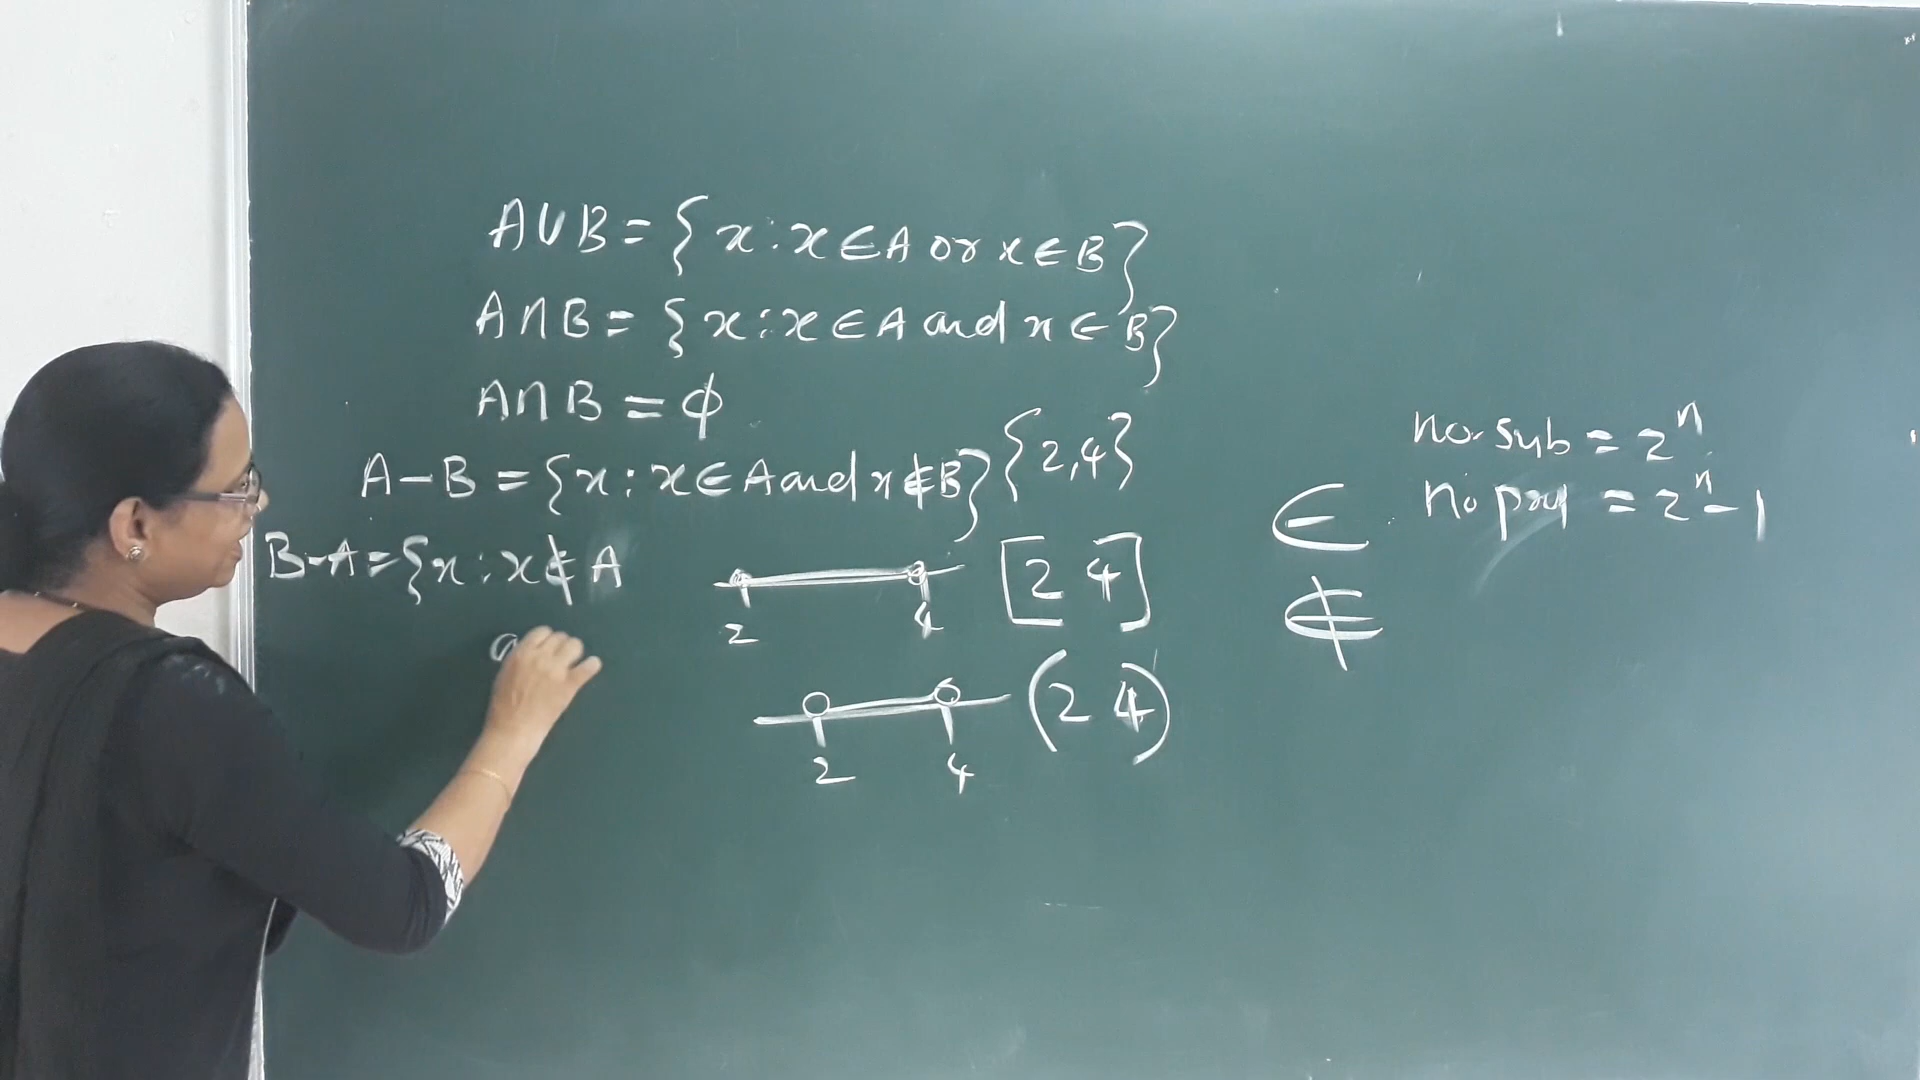 A∪B = {x : x ∈ A or x ∈ B}
A∩B = {x : x ∈ A and x ∈ B}
A∩B = ϕ
A-B = {x : x ∈ A and x ∉ B}
{2,4}
B-A = {x : x ∉ A
a
2 4
[2 4]
2 4
(2 4)
∈
∉
no. sub = 2ⁿ
no = 2ⁿ - 1